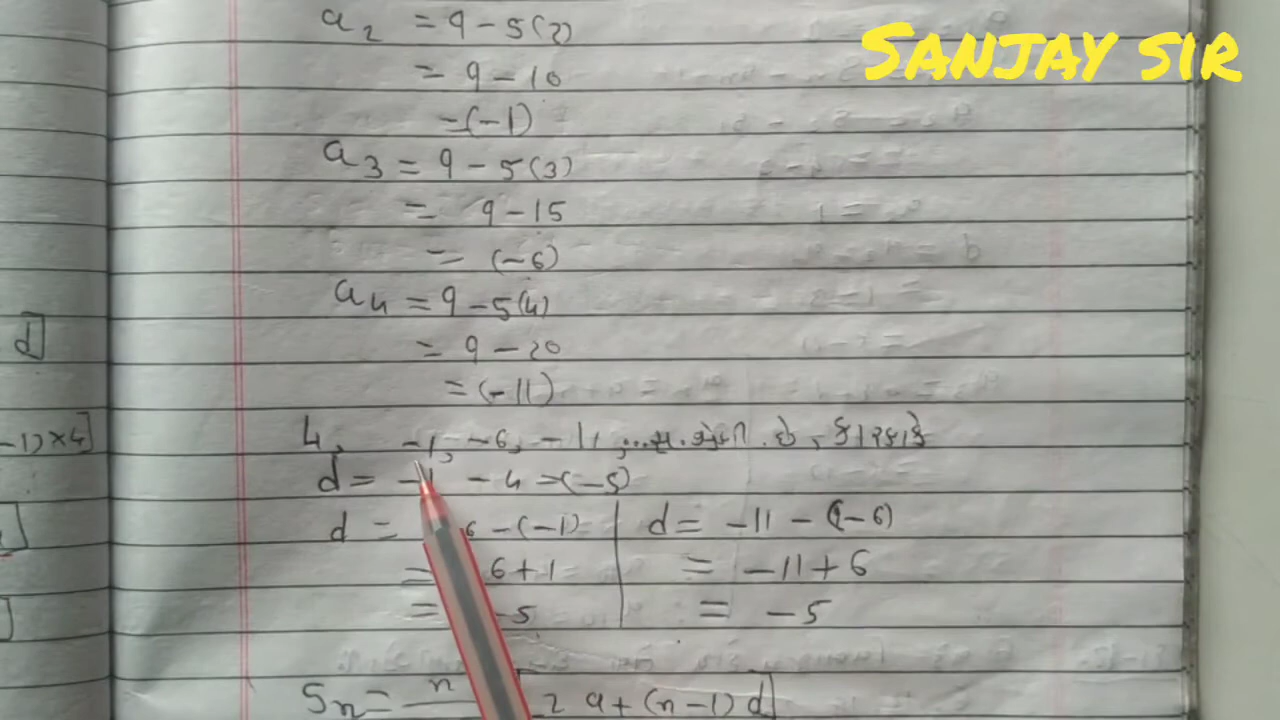 SANJAY SIR
a2 = 9 - 5(2)
= 9 - 10
= (-1)
a3 = 9 - 5(3)
= 9 - 15
= (-6)
a4 = 9 - 5(4)
= 9 - 20
= (-11)
4, -1, -6, -11, ...
d = -1 - 4 = (-5)
d = 6 - (-1)
= 6 + 1
= -5
d = -11 - (-6)
= -11 + 6
= -5
Sn = n 2a + (n-1)d]
d]
-1)×4]